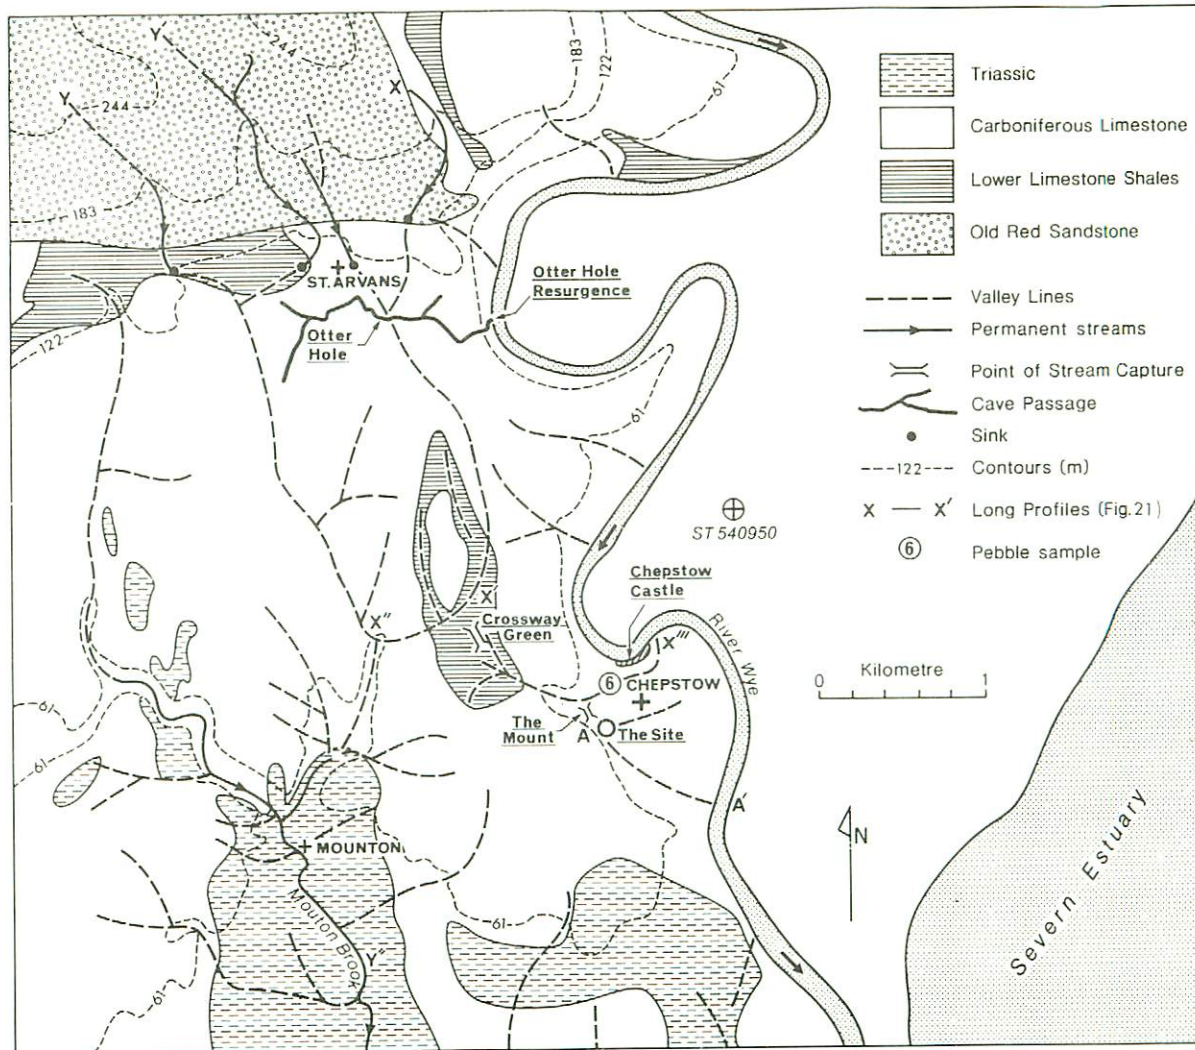 Y
244
Y
244
X
183
183
122
61
ST. ARVANS
Otter Hole
Resurgence
Otter
Hole
122
61
Triassic
Carboniferous Limestone
Lower Limestone Shales
Old Red Sandstone
Valley Lines
Permanent streams
Point of Stream Capture
Cave Passage
Sink
122
Contours (m)
X — X' Long Profiles (Fig.21)
6 Pebble sample
ST 540950
Chepstow
Castle
X
Crossway
Green
X''
X'''
River Wye
6 CHEPSTOW
Kilometre
0 1
The
Mount
A
The Site
A'
61
61
N
MOUNTON
Mouton Brook
Y''
61
61
Severn Estuary